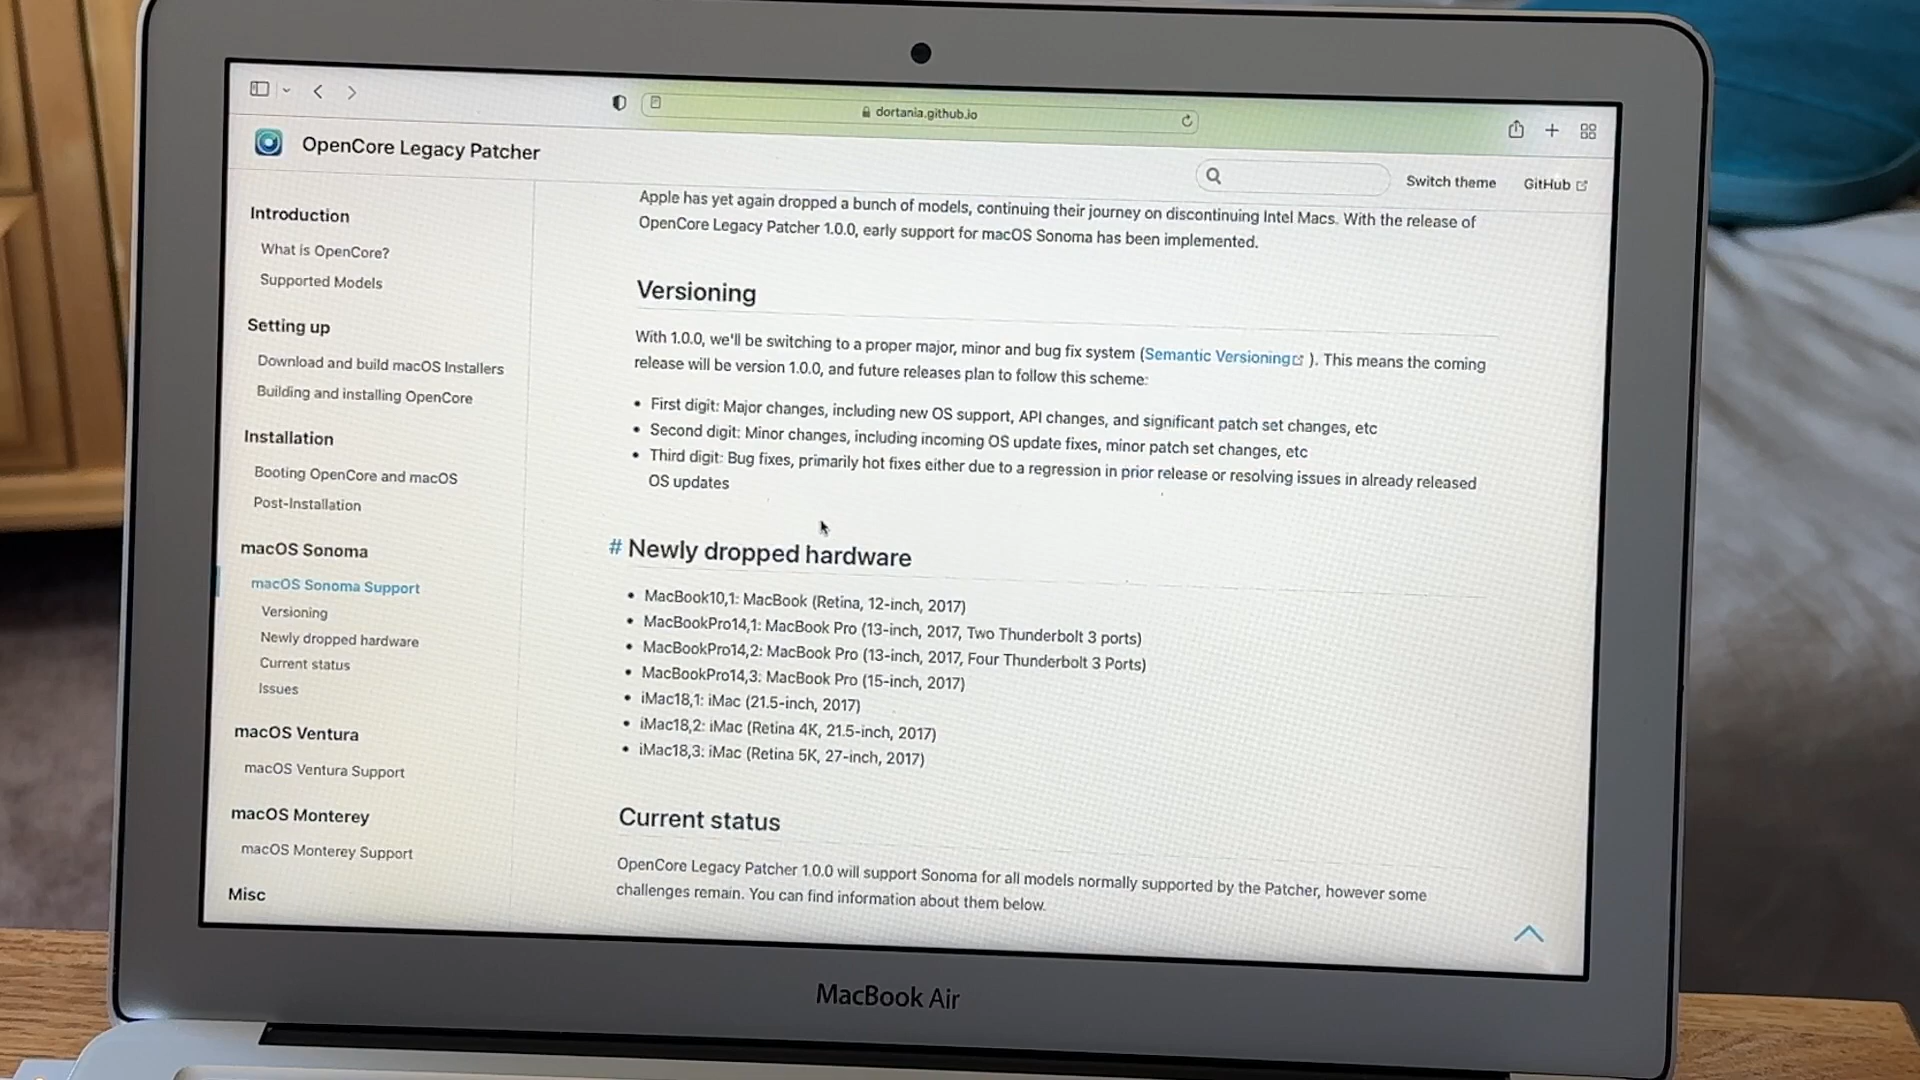 dortania.github.io
OpenCore Legacy Patcher
Switch theme
GitHub
Introduction
What is OpenCore?
Supported Models
Setting up
Download and build macOS Installers
Building and installing OpenCore
Installation
Booting OpenCore and macOS
Post-Installation
macOS Sonoma
macOS Sonoma Support
Versioning
Newly dropped hardware
Current status
Issues
macOS Ventura
macOS Ventura Support
macOS Monterey
macOS Monterey Support
Misc
Apple has yet again dropped a bunch of models, continuing their journey on discontinuing Intel Macs. With the release of
OpenCore Legacy Patcher 1.0.0, early support for macOS Sonoma has been implemented.
Versioning
With 1.0.0, we'll be switching to a proper major, minor and bug fix system (Semantic Versioning ). This means the coming
release will be version 1.0.0, and future releases plan to follow this scheme:
• First digit: Major changes, including new OS support, API changes, and significant patch set changes, etc
• Second digit: Minor changes, including incoming OS update fixes, minor patch set changes, etc
• Third digit: Bug fixes, primarily hot fixes either due to a regression in prior release or resolving issues in already released
OS updates
# Newly dropped hardware
• MacBook10,1: MacBook (Retina, 12-inch, 2017)
• MacBookPro14,1: MacBook Pro (13-inch, 2017, Two Thunderbolt 3 ports)
• MacBookPro14,2: MacBook Pro (13-inch, 2017, Four Thunderbolt 3 Ports)
• MacBookPro14,3: MacBook Pro (15-inch, 2017)
• iMac18,1: iMac (21.5-inch, 2017)
• iMac18,2: iMac (Retina 4K, 21.5-inch, 2017)
• iMac18,3: iMac (Retina 5K, 27-inch, 2017)
Current status
OpenCore Legacy Patcher 1.0.0 will support Sonoma for all models normally supported by the Patcher, however some
challenges remain. You can find information about them below.
MacBook Air